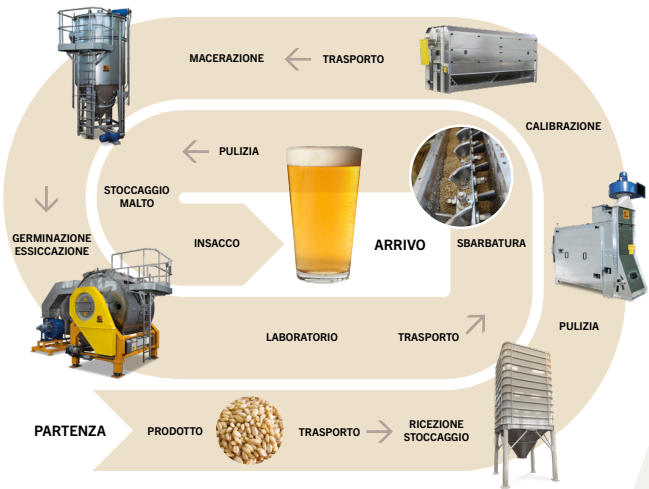 PARTENZA
PRODOTTO
TRASPORTO
RICEZIONE
STOCCAGGIO
PULIZIA
CALIBRAZIONE
TRASPORTO
MACERAZIONE
GERMINAZIONE
ESSICCAZIONE
LABORATORIO
TRASPORTO
SBARBATURA
PULIZIA
STOCCAGGIO
MALTO
INSACCO
ARRIVO